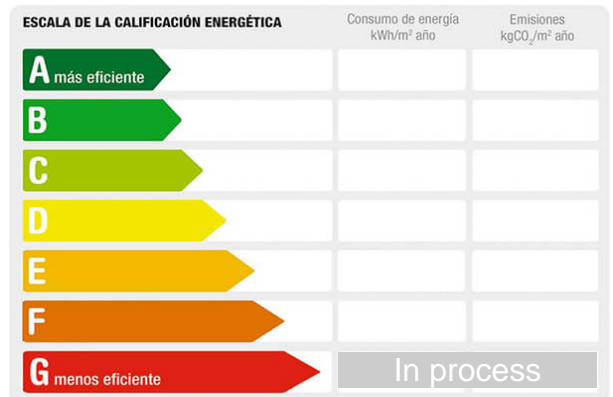 ESCALA DE LA CALIFICACIÓN ENERGÉTICA
Consumo de energía
kWh/m² año
Emisiones
kgCO₂/m² año
A más eficiente
B
C
D
E
F
G menos eficiente
In process